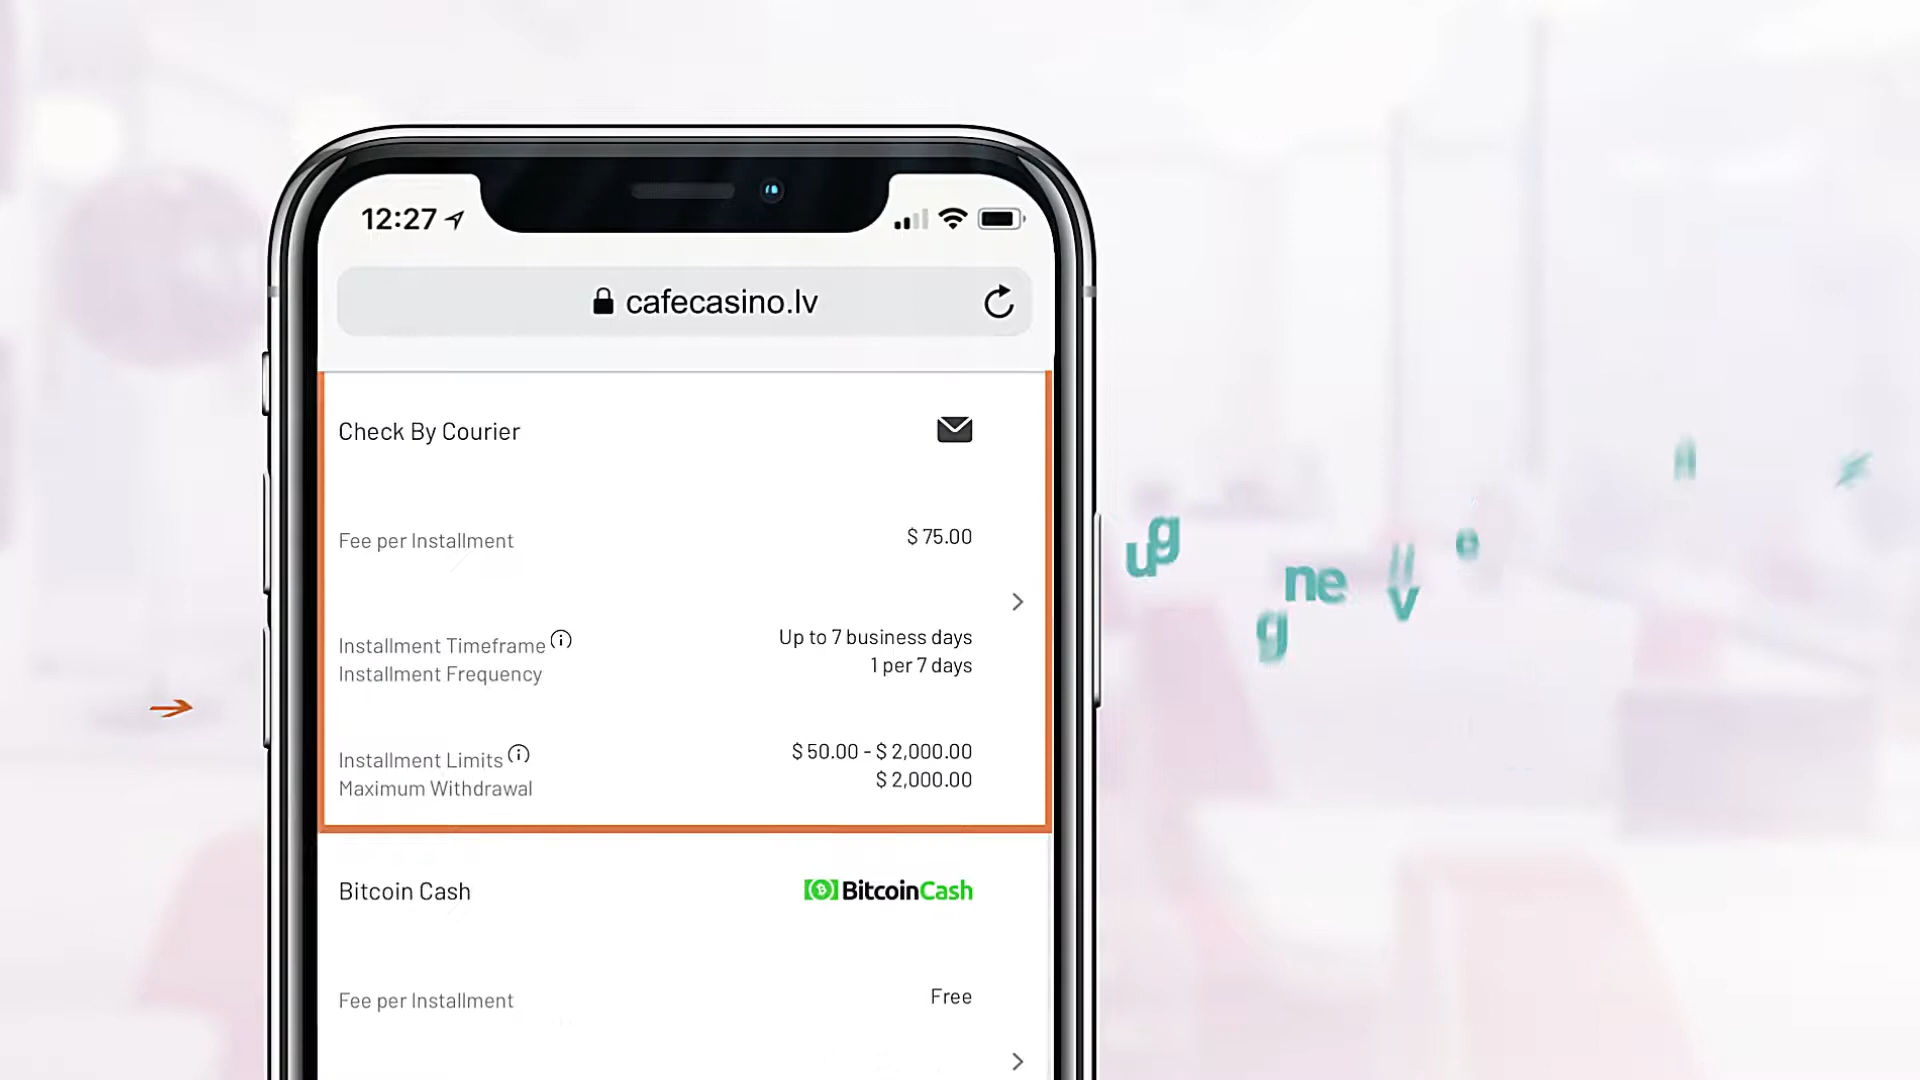 12:27
cafecasino.lv
Check By Courier
Fee per Installment $ 75.00
Installment Timeframe Up to 7 business days
Installment Frequency 1 per 7 days
Installment Limits $ 50.00 - $ 2,000.00
Maximum Withdrawal $ 2,000.00
Bitcoin Cash BitcoinCash
Fee per Installment Free